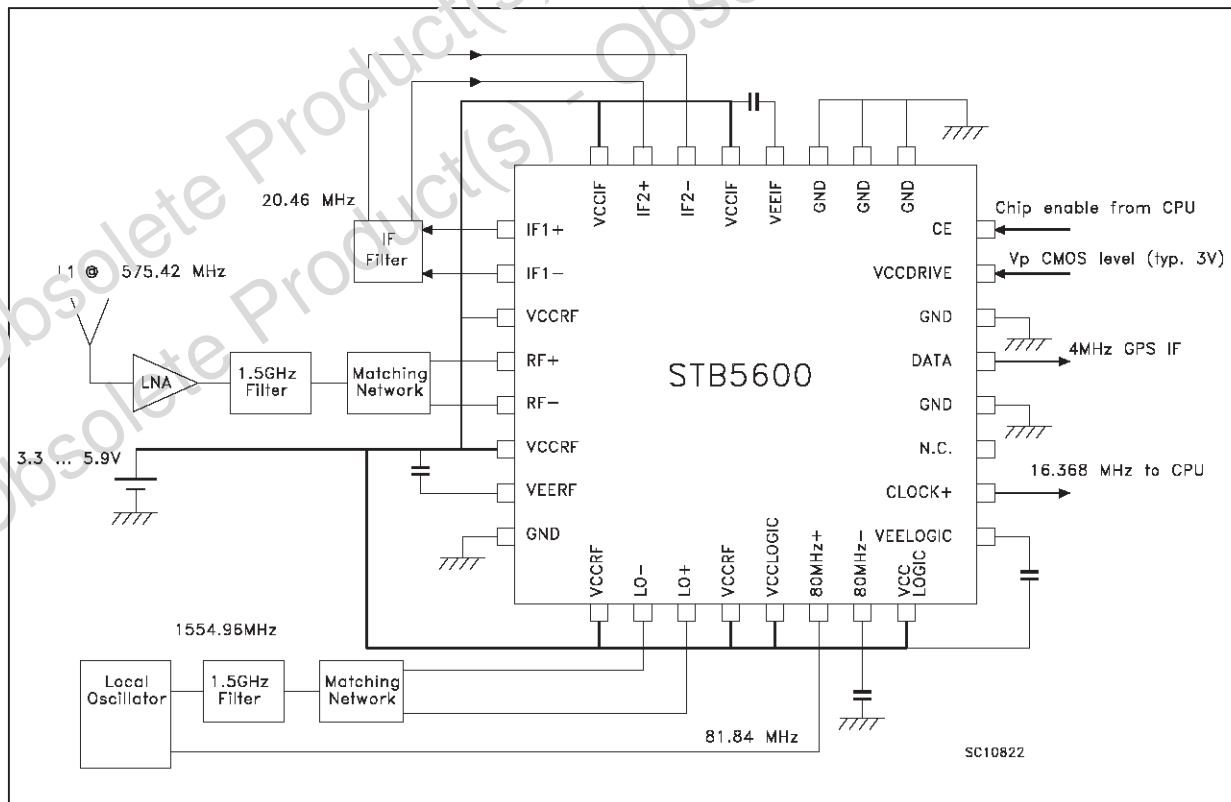 Obsolete Product(s) - Obsolete Product(s)
Obsolete Product(s) - Obsolete Product(s)
20.46 MHz
IF
Filter
L1 @ 575.42 MHz
LNA
1.5GHz
Filter
Matching
Network
3.3 ... 5.9V
VCCIF
IF2+
IF2-
VCCIF
VEEIF
GND
GND
GND
IF1+
IF1-
VCCRF
RF+
RF-
VCCRF
VEERF
GND
STB5600
CE
VCCDRIVE
GND
DATA
GND
N.C.
CLOCK+
VEELOGIC
Chip enable from CPU
Vp CMOS level (typ. 3V)
4MHz GPS IF
16.368 MHz to CPU
VCCRF
LO-
LO+
VCCRF
VCCLOGIC
80MHz+
80MHz-
VCC
LOGIC
1554.96MHz
Local
Oscillator
1.5GHz
Filter
Matching
Network
81.84 MHz
SC10822